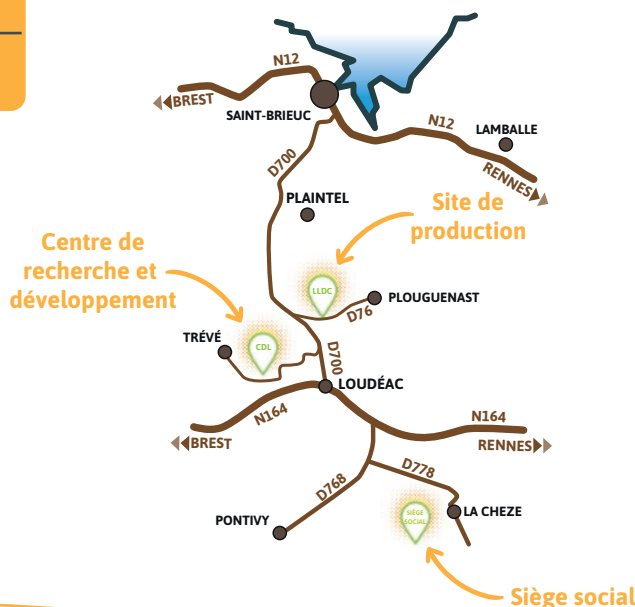 N12
BREST
SAINT-BRIEUC
N12
LAMBALLE
RENNES
D700
PLAINTEL
Site de
production
Centre de
recherche et
développement
LLDC
PLOUGUENAST
D76
TRÉVÉ
CDL
D700
LOUDÉAC
N164
BREST
N164
RENNES
D768
D778
PONTIVY
SIÈGE
SOCIAL
LA CHEZE
Siège social